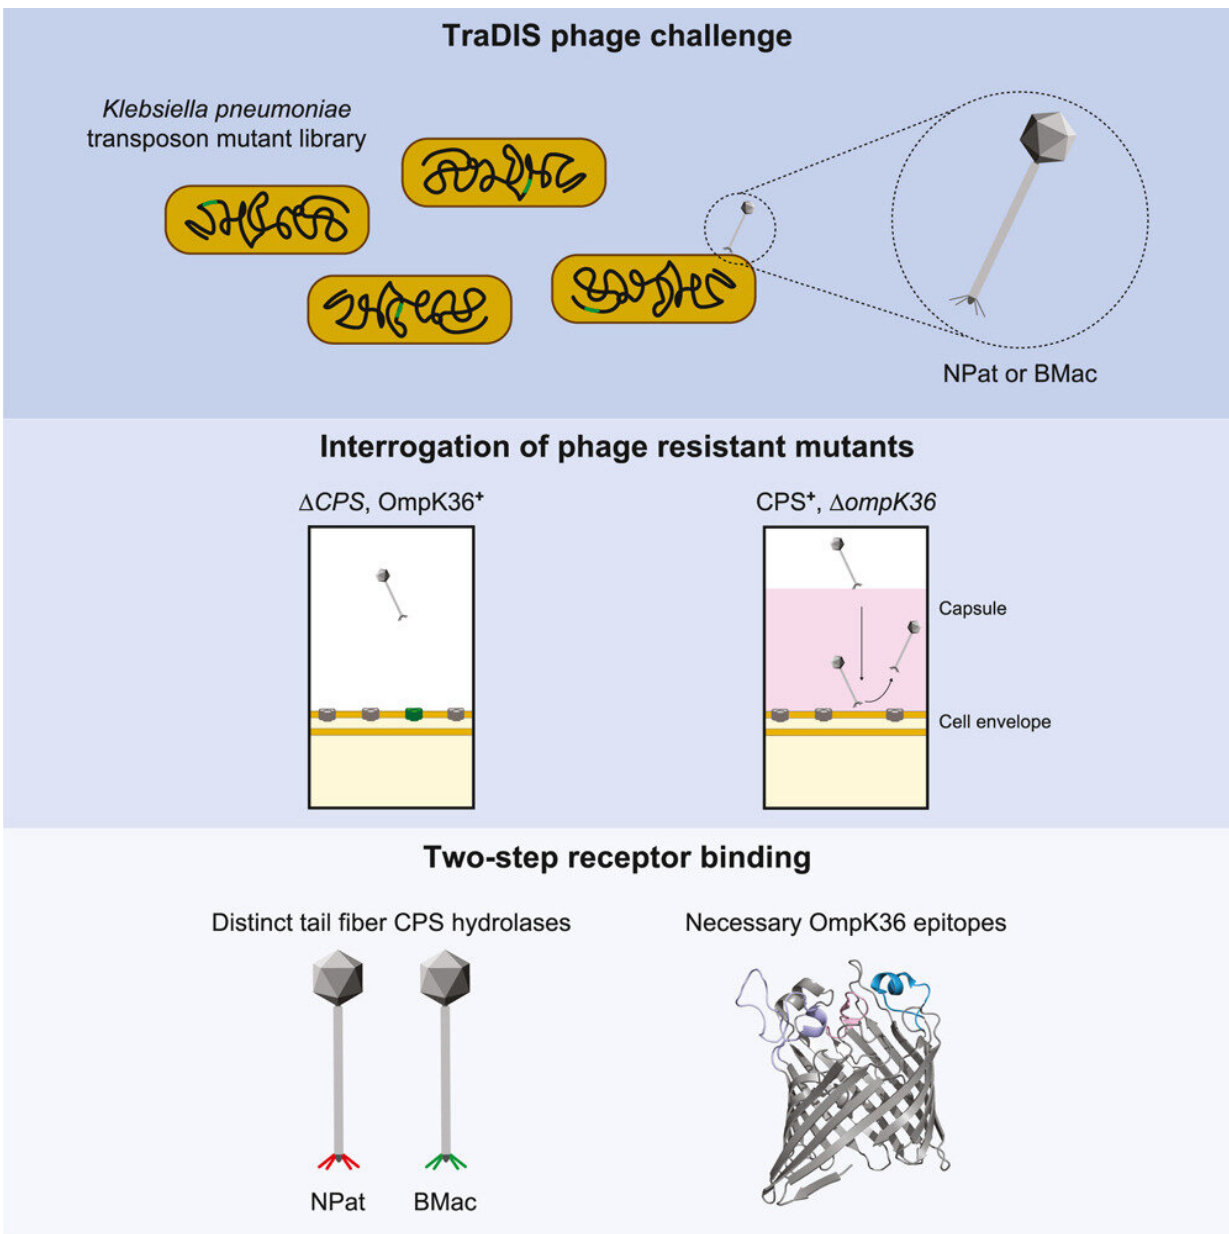 TraDIS phage challenge
Klebsiella pneumoniae
transposon mutant library
NPat or BMac
Interrogation of phage resistant mutants
ΔCPS, OmpK36⁺
CPS⁺, ΔompK36
Capsule
Cell envelope
Two-step receptor binding
Distinct tail fiber CPS hydrolases
Necessary OmpK36 epitopes
NPat
BMac